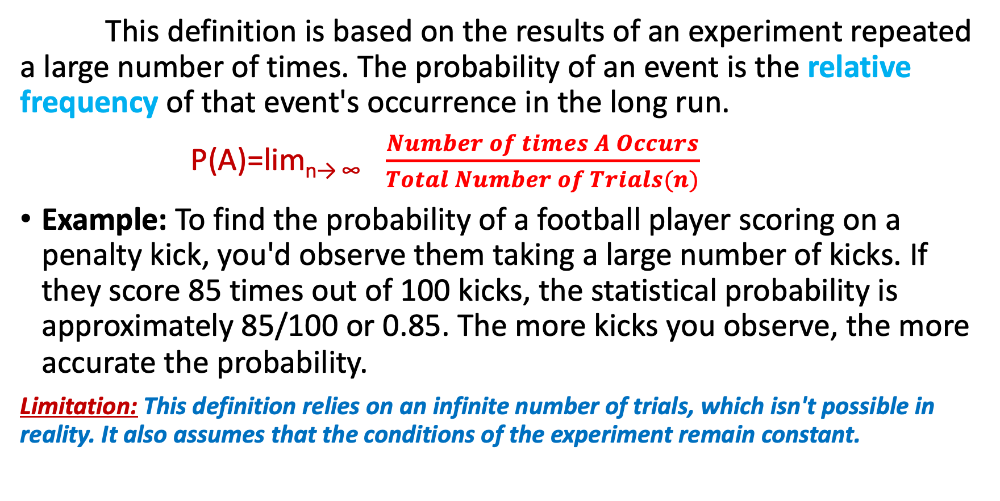 This definition is based on the results of an experiment repeated
a large number of times. The probability of an event is the relative
frequency of that event's occurrence in the long run.
P(A)=lim n→ ∞ Number of times A Occurs
Total Number of Trials(n)
• Example: To find the probability of a football player scoring on a
penalty kick, you'd observe them taking a large number of kicks. If
they score 85 times out of 100 kicks, the statistical probability is
approximately 85/100 or 0.85. The more kicks you observe, the more
accurate the probability.
Limitation: This definition relies on an infinite number of trials, which isn't possible in
reality. It also assumes that the conditions of the experiment remain constant.